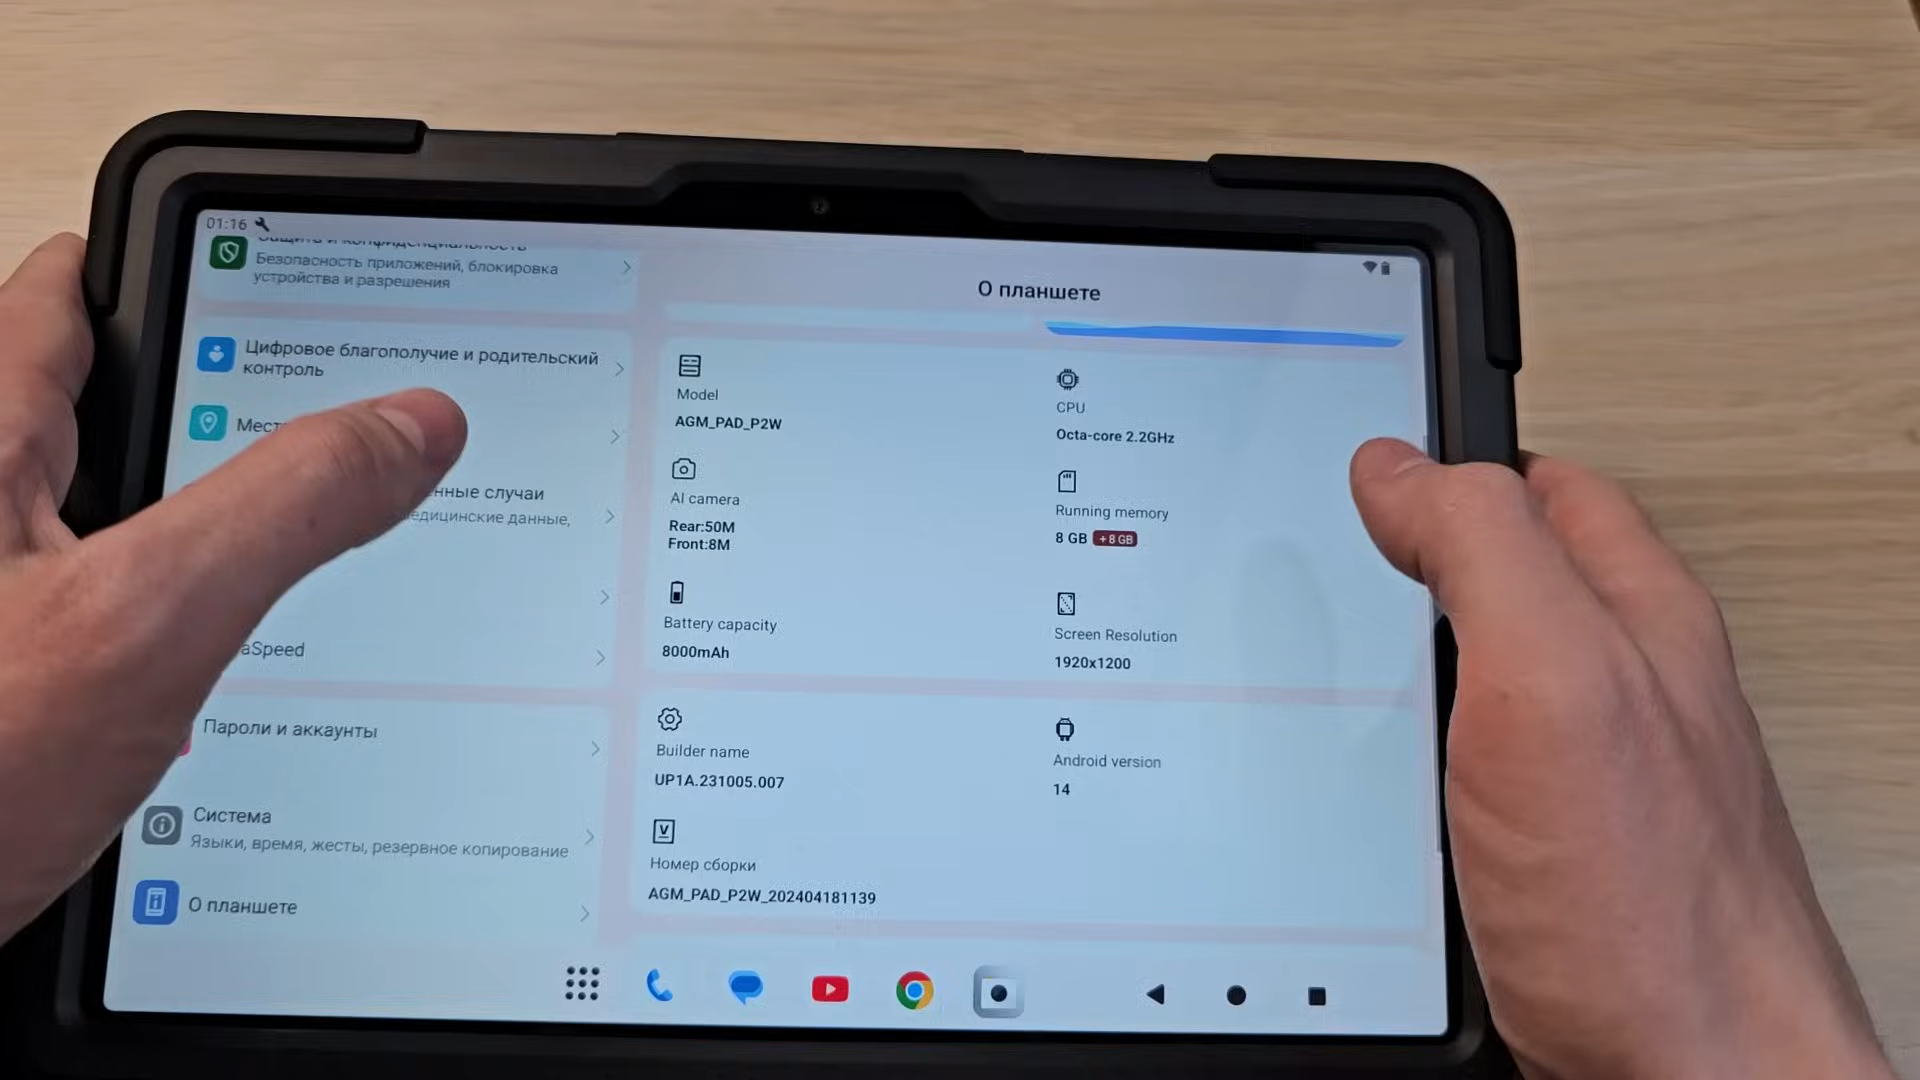 01:16
Защита и конфиденциальность
Безопасность приложений, блокировка
устройства и разрешения
Цифровое благополучие и родительский
контроль
нные случаи
едицинские данные,
aSpeed
Пароли и аккаунты
Система
Языки, время, жесты, резервное копирование
О планшете
О планшете
Model
AGM_PAD_P2W
CPU
Octa-core 2.2GHz
AI camera
Rear:50M
Front:8M
Running memory
8 GB +8 GB
Battery capacity
8000mAh
Screen Resolution
1920x1200
Builder name
UP1A.231005.007
Android version
14
Номер сборки
AGM_PAD_P2W_202404181139